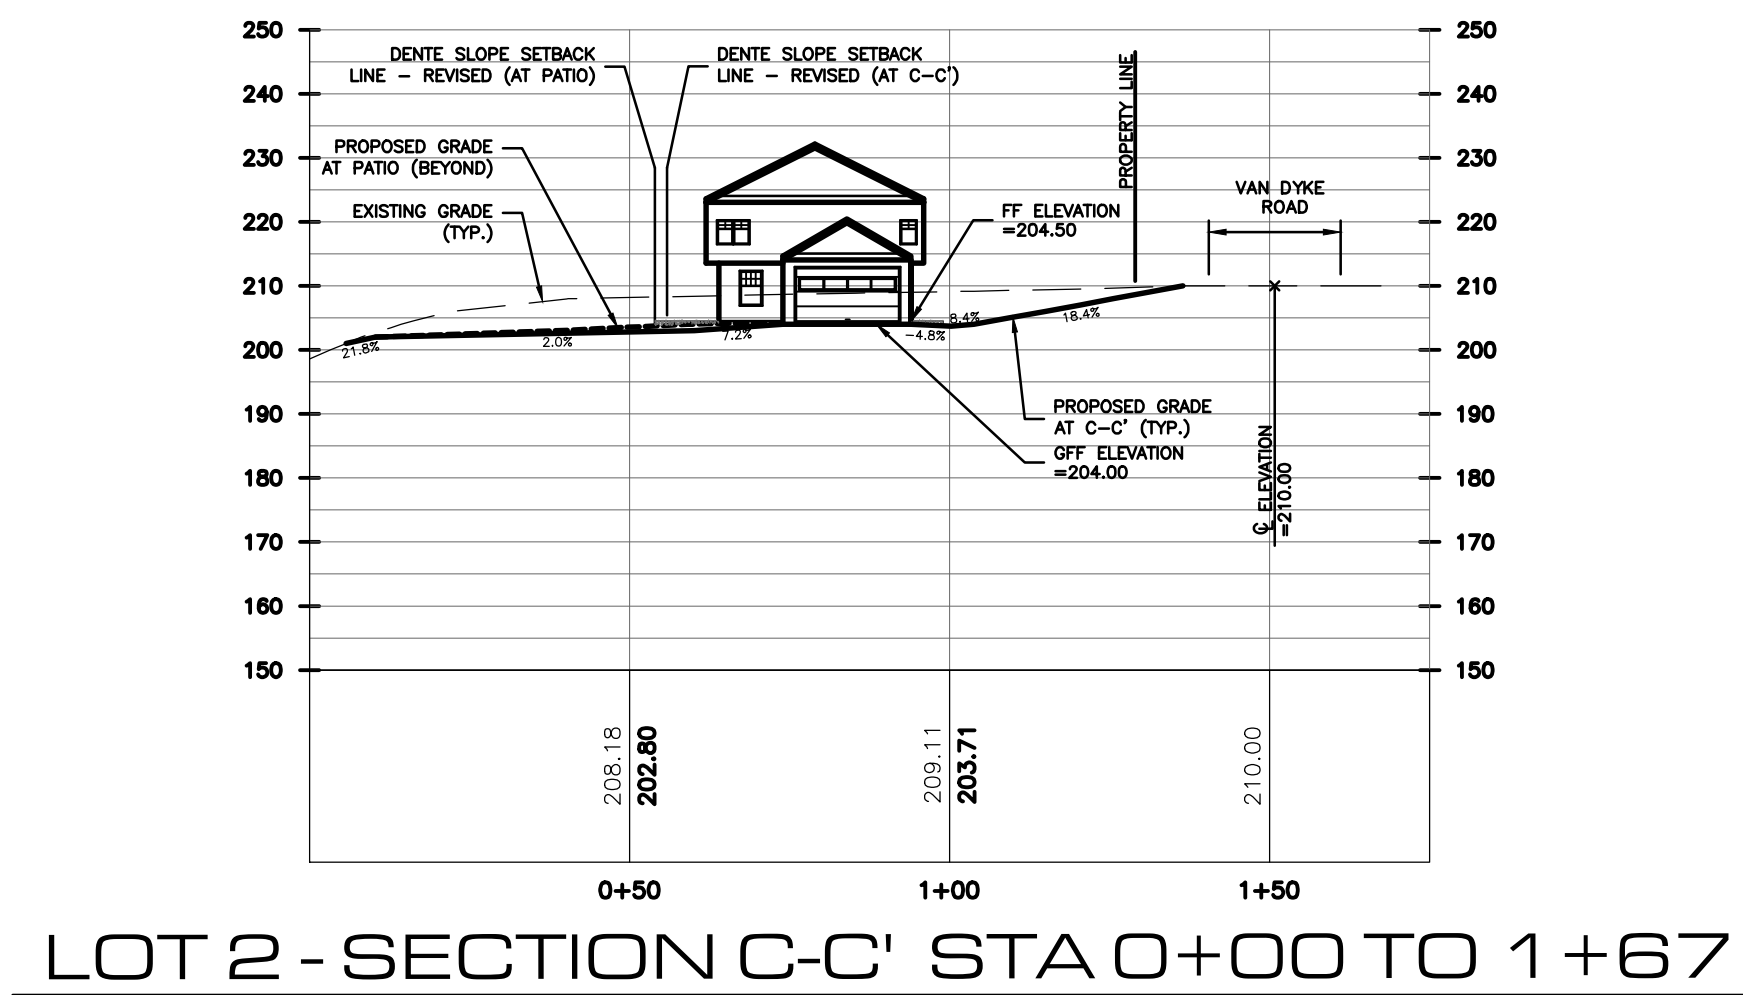 250
250
DENTE SLOPE SETBACK
LINE - REVISED (AT PATIO)
DENTE SLOPE SETBACK
LINE - REVISED (AT C-C')
PROPERTY LINE
240
240
PROPOSED GRADE
AT PATIO (BEYOND)
230
230
VAN DYKE
ROAD
EXISTING GRADE
(TYP.)
FF ELEVATION
=204.50
220
220
210
210
21.8%
2.0%
7.2%
-4.8%
8.4%
18.4%
200
200
PROPOSED GRADE
AT C-C' (TYP.)
190
190
GFF ELEVATION
=204.00
180
180
℄ ELEVATION
=210.00
170
170
160
160
150
150
208.18
202.80
209.11
203.71
210.00
0+50
1+00
1+50
LOT 2 - SECTION C-C' STA 0+00 TO 1+67